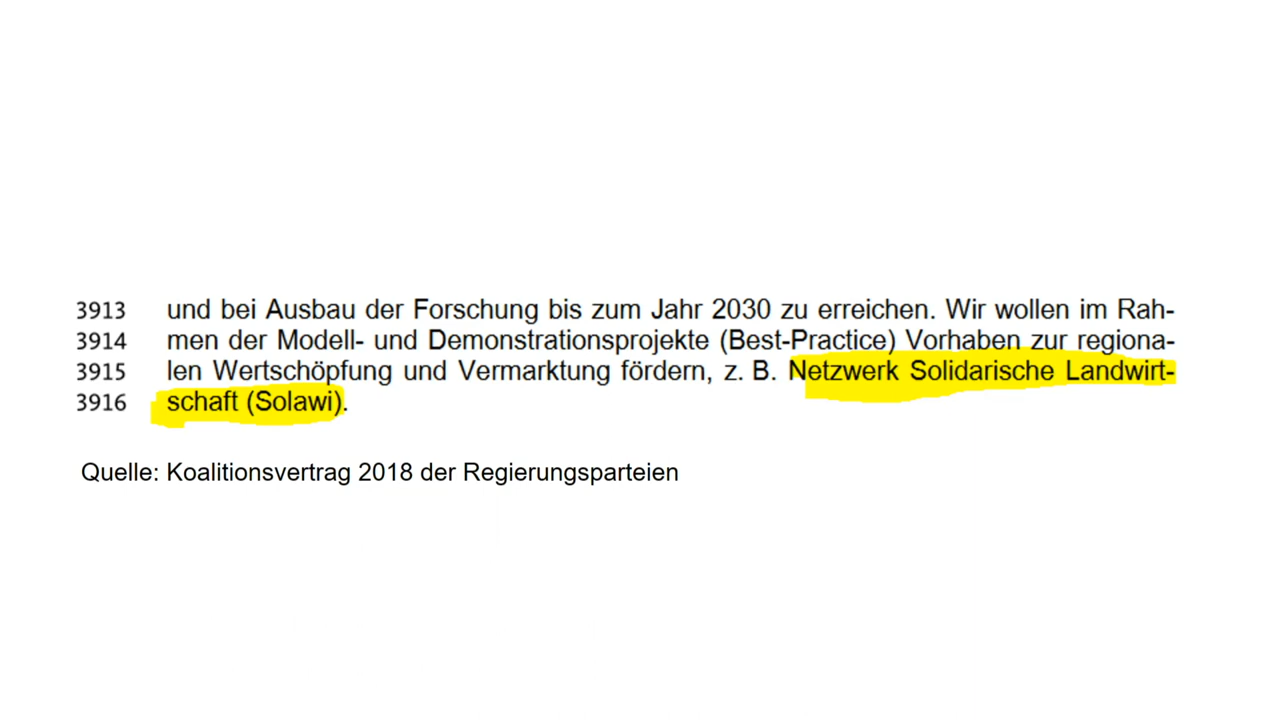 3913 und bei Ausbau der Forschung bis zum Jahr 2030 zu erreichen. Wir wollen im Rah-
3914 men der Modell- und Demonstrationsprojekte (Best-Practice) Vorhaben zur regiona-
3915 len Wertschöpfung und Vermarktung fördern, z. B. Netzwerk Solidarische Landwirt-
3916 schaft (Solawi).
Quelle: Koalitionsvertrag 2018 der Regierungsparteien